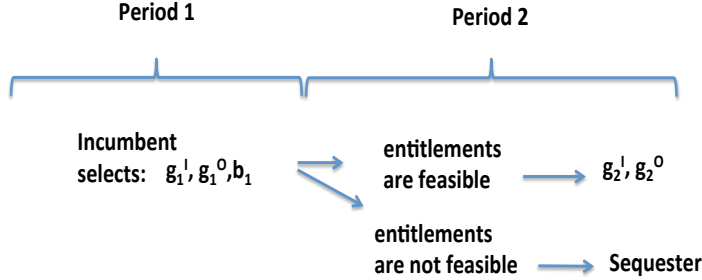 Period 1
Period 2
Incumbent
selects: g₁ᴵ, g₁ᴼ,b₁
entitlements
are feasible
g₂ᴵ, g₂ᴼ
entitlements
are not feasible
Sequester